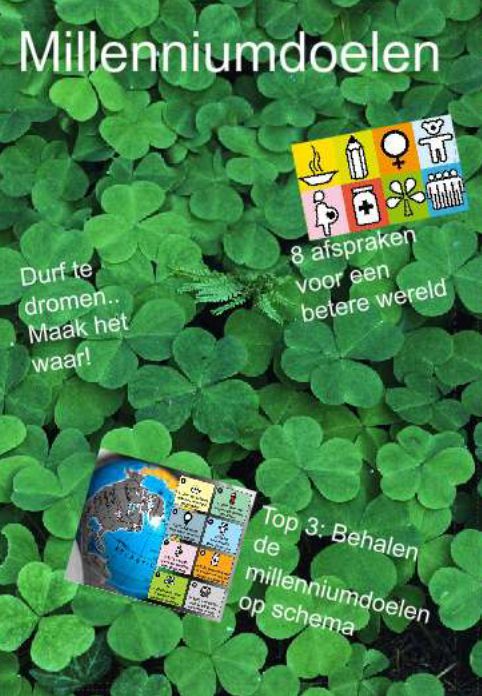 Millenniumdoelen
8 afspraken
voor een
betere wereld
Durf te
dromen..
Maak het
waar!
Top 3: Behalen
de
millenniumdoelen
op schema